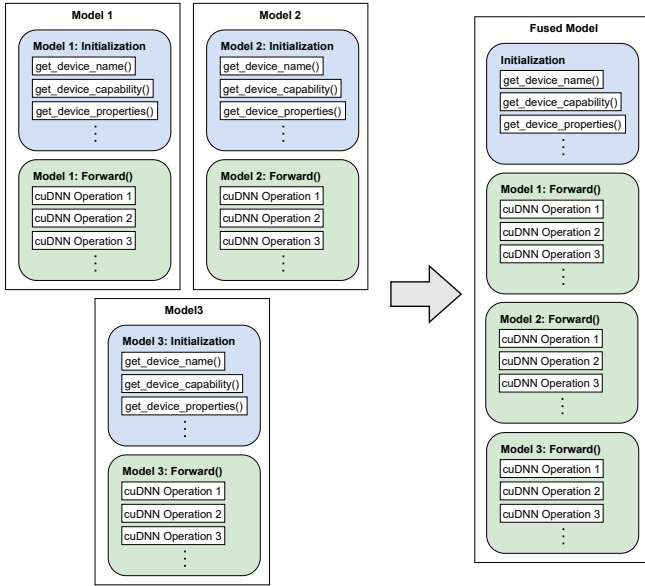 Model 1
Model 1: Initialization
get_device_name()
get_device_capability()
get_device_properties()
Model 1: Forward()
cuDNN Operation 1
cuDNN Operation 2
cuDNN Operation 3
Model 2
Model 2: Initialization
get_device_name()
get_device_capability()
get_device_properties()
Model 2: Forward()
cuDNN Operation 1
cuDNN Operation 2
cuDNN Operation 3
Model3
Model 3: Initialization
get_device_name()
get_device_capability()
get_device_properties()
Model 3: Forward()
cuDNN Operation 1
cuDNN Operation 2
cuDNN Operation 3
Fused Model
Initialization
get_device_name()
get_device_capability()
get_device_properties()
Model 1: Forward()
cuDNN Operation 1
cuDNN Operation 2
cuDNN Operation 3
Model 2: Forward()
cuDNN Operation 1
cuDNN Operation 2
cuDNN Operation 3
Model 3: Forward()
cuDNN Operation 1
cuDNN Operation 2
cuDNN Operation 3